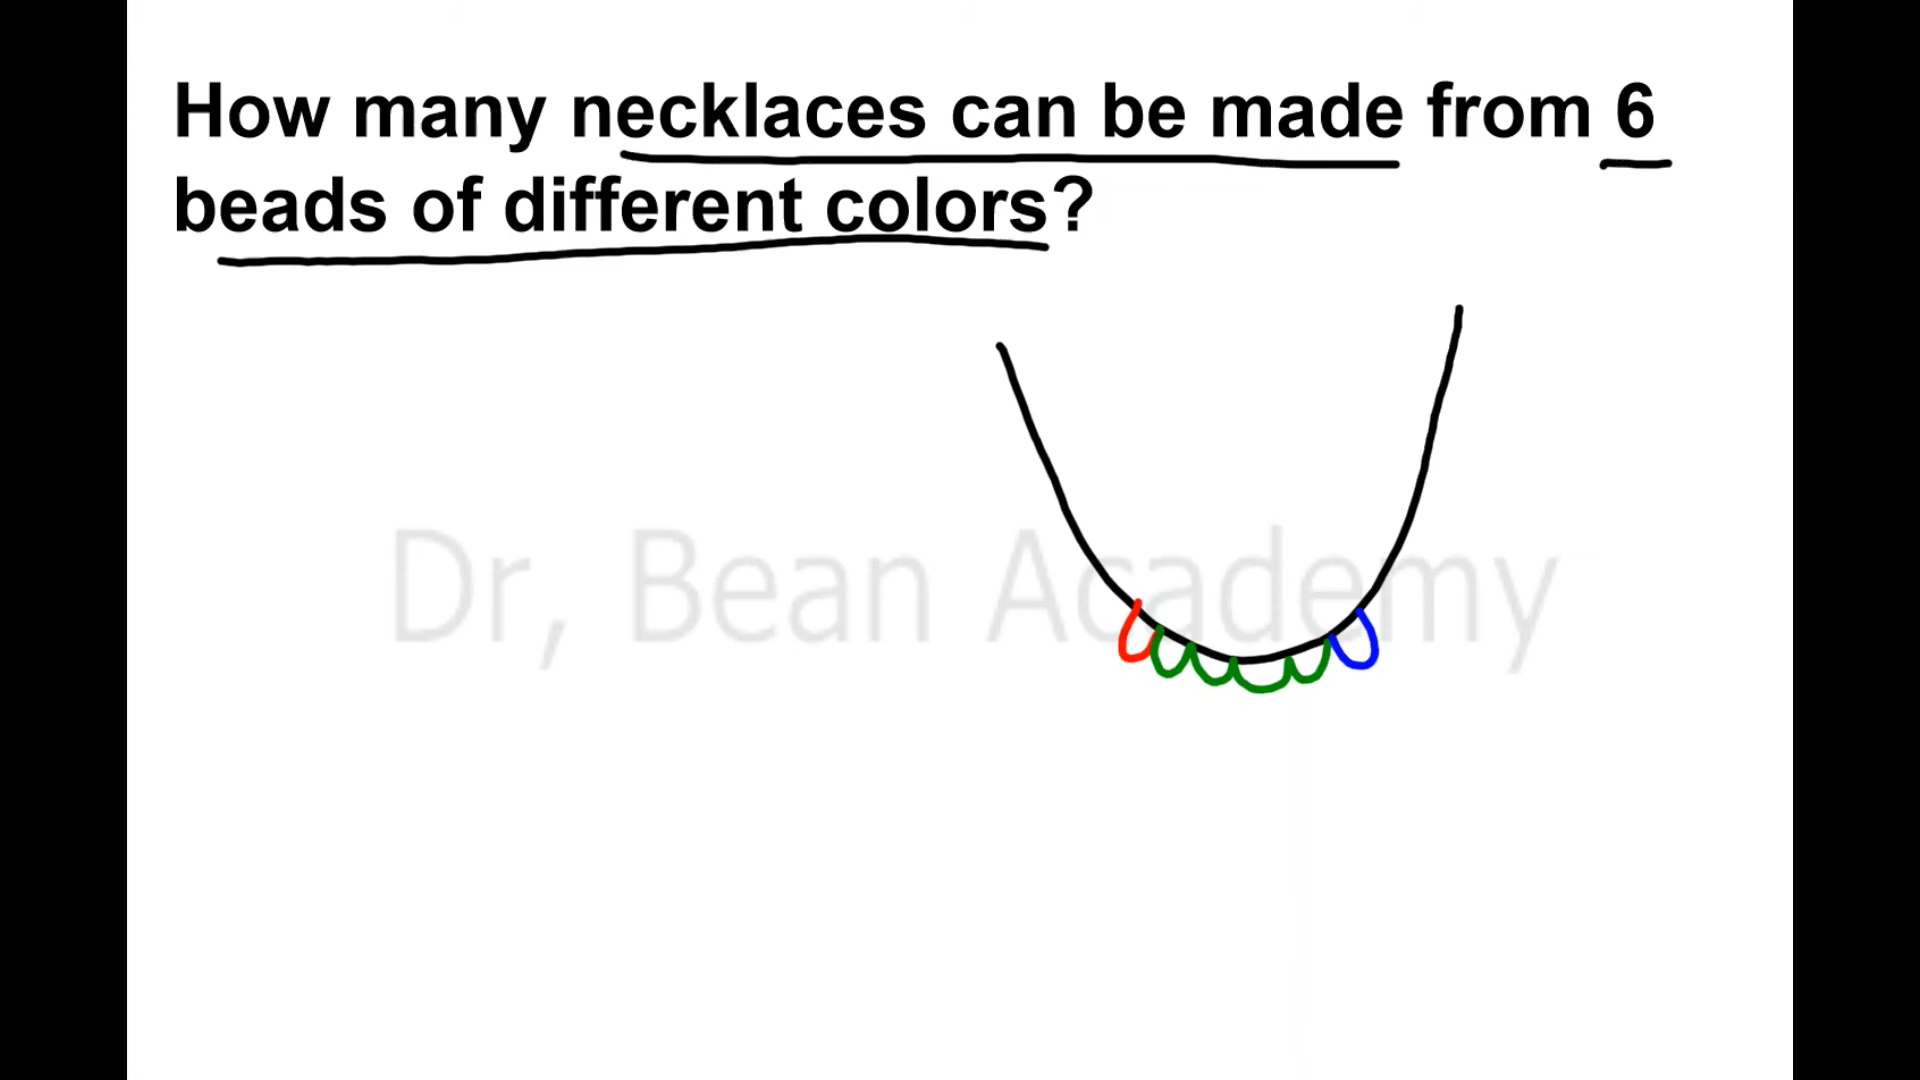 How many necklaces can be made from 6
beads of different colors?
Dr, Bean Academy